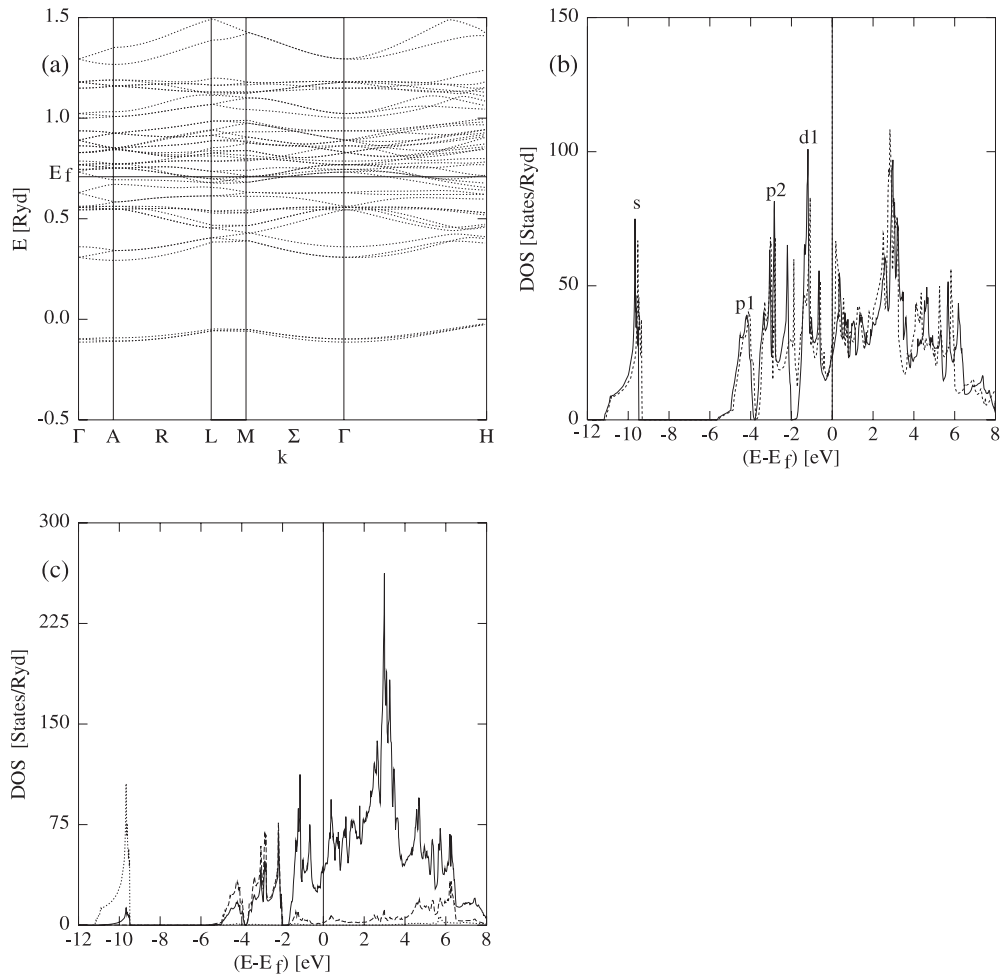 (a)
1.5
1.0
E f
0.5
0.0
-0.5
E [Ryd]
Γ A R L M Σ Γ H
k
(b)
150
100
50
0
DOS [States/Ryd]
s
p1
p2
d1
-12 -10 -8 -6 -4 -2 0 2 4 6 8
(E-E f) [eV]
(c)
300
225
150
75
0
DOS [States/Ryd]
-12 -10 -8 -6 -4 -2 0 2 4 6 8
(E-E f) [eV]